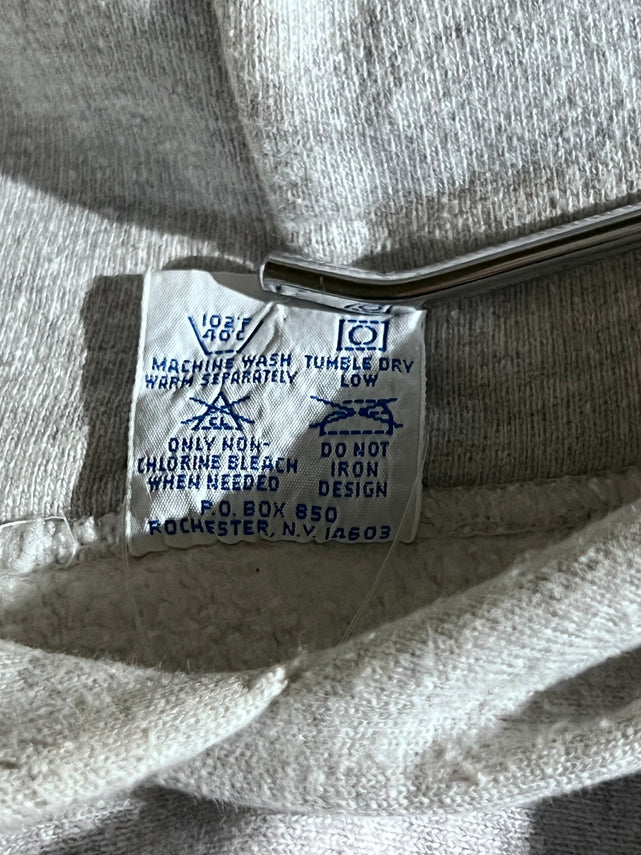 102°F
40°C
MACHINE WASH
WARM SEPARATELY
TUMBLE DRY
LOW
CL
ONLY NON-
CHLORINE BLEACH
WHEN NEEDED
DO NOT
IRON
DESIGN
P.O. BOX 850
ROCHESTER, N.Y. 14603